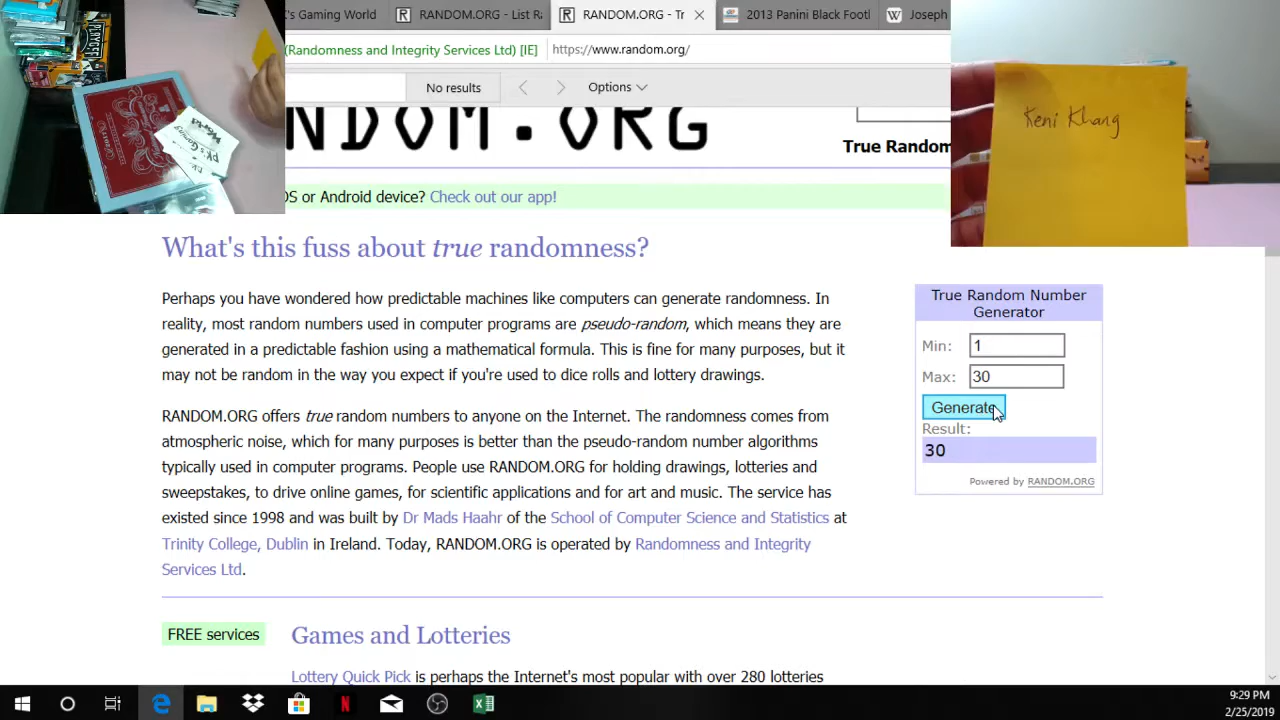 's Gaming World
RANDOM.ORG - List R
RANDOM.ORG - Tr
2013 Panini Black Footl
Joseph
(Randomness and Integrity Services Ltd) [IE]
https://www.random.org/
No results
Options
NDOM.ORG
True Random
OS or Android device? Check out our app!
What's this fuss about true randomness?
Perhaps you have wondered how predictable machines like computers can generate randomness. In
reality, most random numbers used in computer programs are pseudo-random, which means they are
generated in a predictable fashion using a mathematical formula. This is fine for many purposes, but it
may not be random in the way you expect if you're used to dice rolls and lottery drawings.
RANDOM.ORG offers true random numbers to anyone on the Internet. The randomness comes from
atmospheric noise, which for many purposes is better than the pseudo-random number algorithms
typically used in computer programs. People use RANDOM.ORG for holding drawings, lotteries and
sweepstakes, to drive online games, for scientific applications and for art and music. The service has
existed since 1998 and was built by Dr Mads Haahr of the School of Computer Science and Statistics at
Trinity College, Dublin in Ireland. Today, RANDOM.ORG is operated by Randomness and Integrity
Services Ltd.
FREE services
Games and Lotteries
Lottery Quick Pick is perhaps the Internet's most popular with over 280 lotteries
True Random Number
Generator
Min: 1
Max: 30
Generate
Result:
30
Powered by RANDOM.ORG
Keni Khang
PK's Gaming
World
9:29 PM
2/25/2019